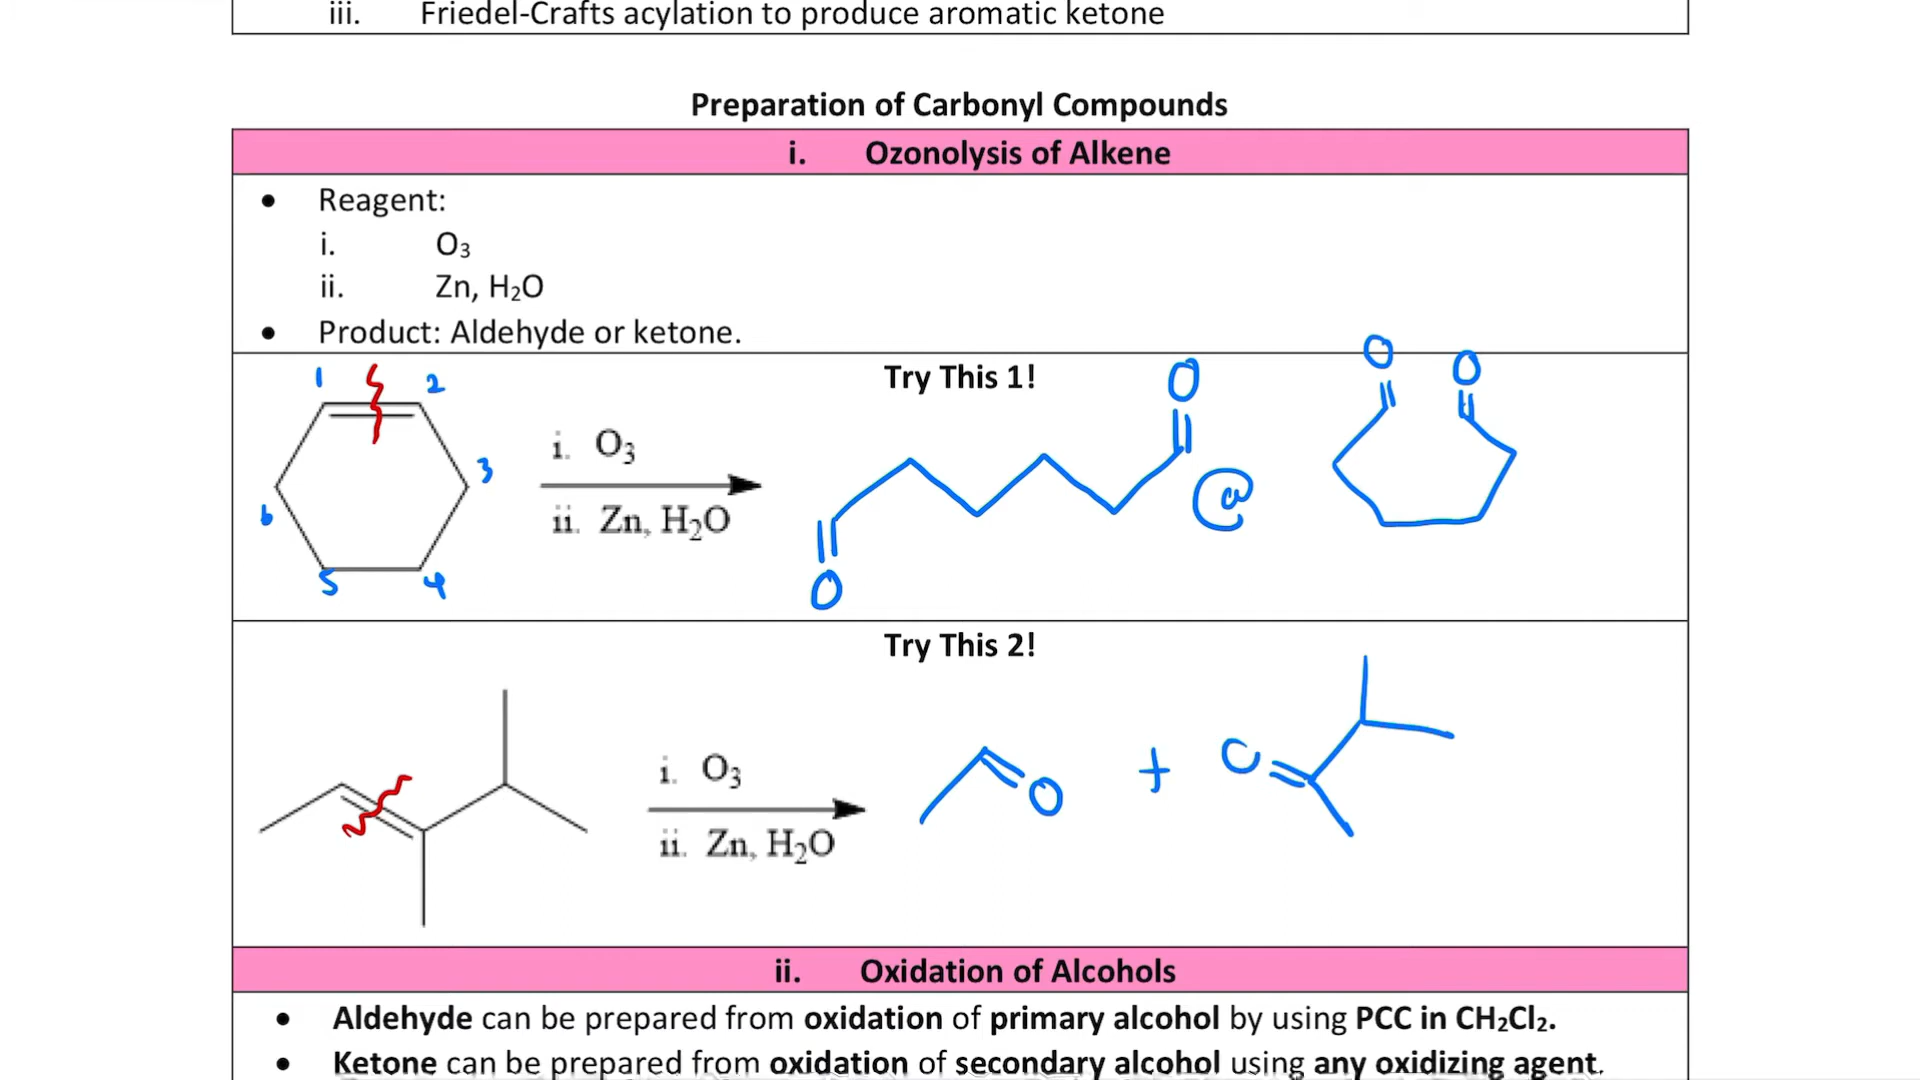 iii. Friedel-Crafts acylation to produce aromatic ketone
Preparation of Carbonyl Compounds
i. Ozonolysis of Alkene
• Reagent:
i. O₃
ii. Zn, H₂O
• Product: Aldehyde or ketone.
Try This 1!
1 2
3
4
5
6
i. O₃
ii. Zn, H₂O
O
O
@
O O
Try This 2!
i. O₃
ii. Zn, H₂O
O + O
ii. Oxidation of Alcohols
• Aldehyde can be prepared from oxidation of primary alcohol by using PCC in CH₂Cl₂.
• Ketone can be prepared from oxidation of secondary alcohol using any oxidizing agent.